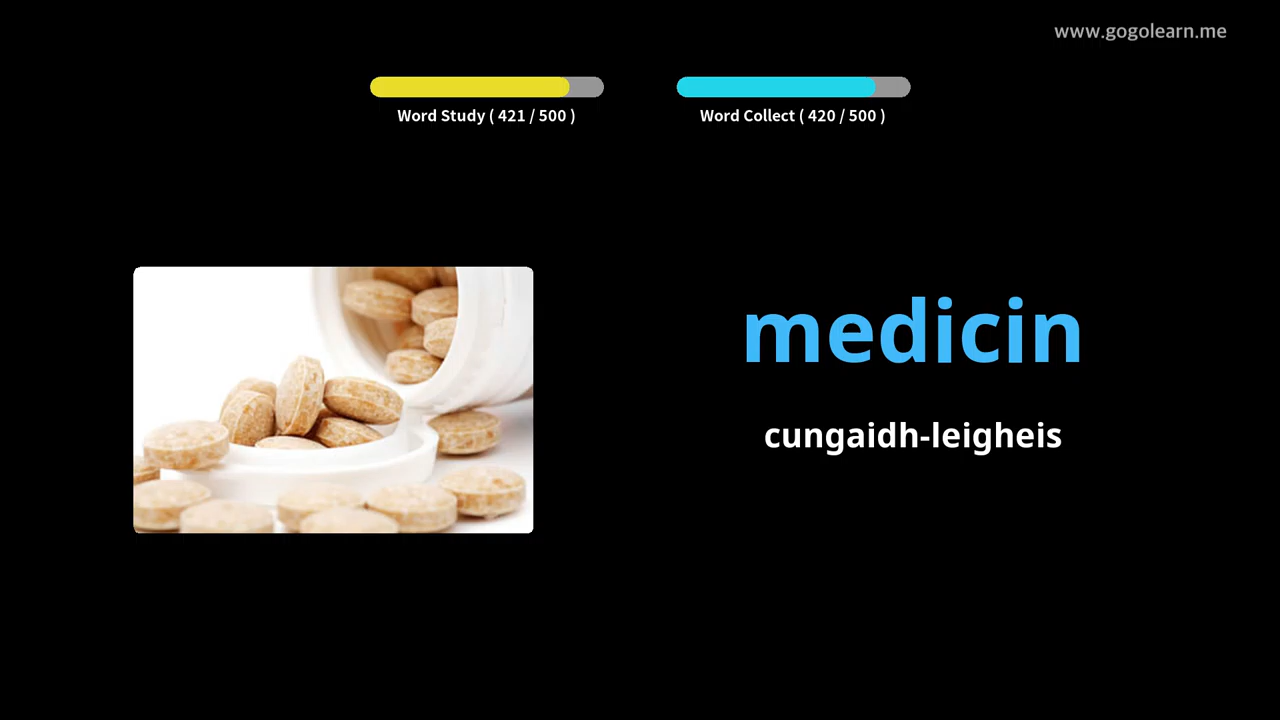 www.gogolearn.me
Word Study ( 421 / 500 )
Word Collect ( 420 / 500 )
medicin
cungaidh-leigheis